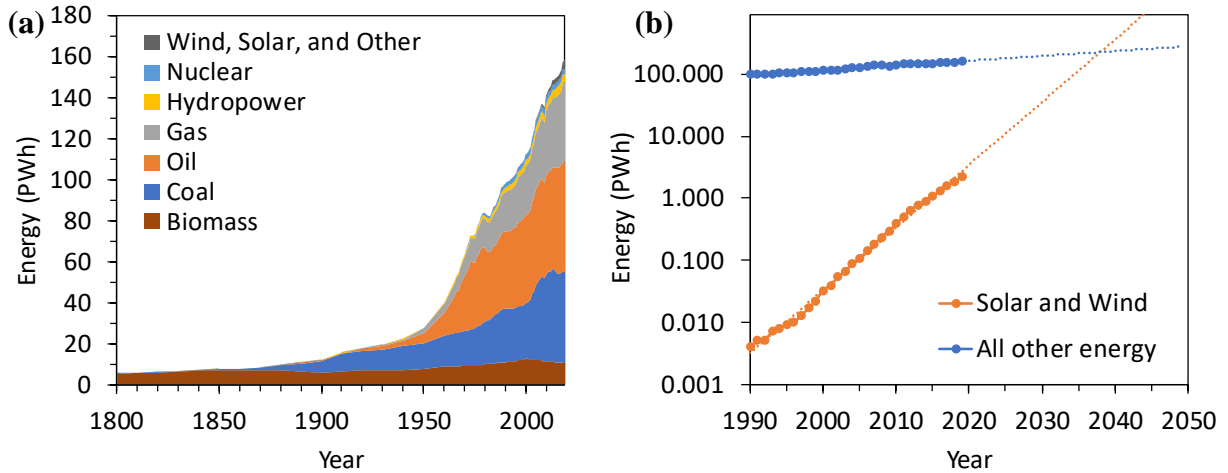 (a)
180
160
140
120
100
80
60
40
20
0
Energy (PWh)
Wind, Solar, and Other
Nuclear
Hydropower
Gas
Oil
Coal
Biomass
1800 1850 1900 1950 2000
Year
(b)
100.000
10.000
1.000
0.100
0.010
0.001
Energy (PWh)
Solar and Wind
All other energy
1990 2000 2010 2020 2030 2040 2050
Year